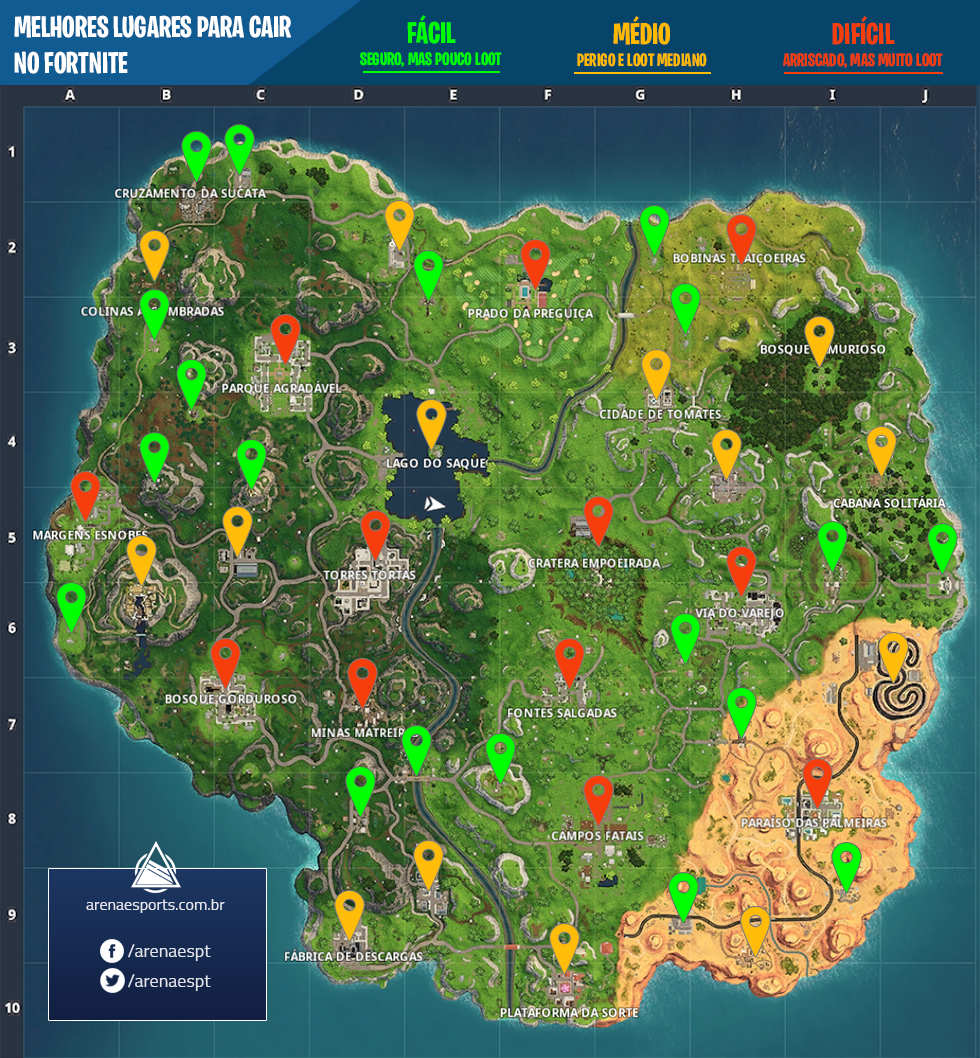 MELHORES LUGARES PARA CAIR
NO FORTNITE
FÁCIL
SEGURO, MAS POUCO LOOT
MÉDIO
PERIGO E LOOT MEDIANO
DIFÍCIL
ARRISCADO, MAS MUITO LOOT
A B C D E F G H I J
1
CRUZAMENTO DA SUCATA
2
BOBINAS TRAIÇOEIRAS
COLINAS ASSOMBRADAS
PRADO DA PREGUIÇA
3
BOSQUE LAMURIOSO
PARQUE AGRADÁVEL
CIDADE DE TOMATES
4
LAGO DO SAQUE
CABANA SOLITÁRIA
MARGENS ESNOBES
5
CRATERA EMPOEIRADA
TORRES TORTAS
VIA DO VAREJO
6
BOSQUE GORDUROSO
FONTES SALGADAS
7
MINAS MATREIRAS
8
PARAÍSO DAS PALMEIRAS
CAMPOS FATAIS
arenaesports.com.br
9
/arenaespt
FÁBRICA DE DESCARGAS
/arenaespt
10
PLATAFORMA DA SORTE